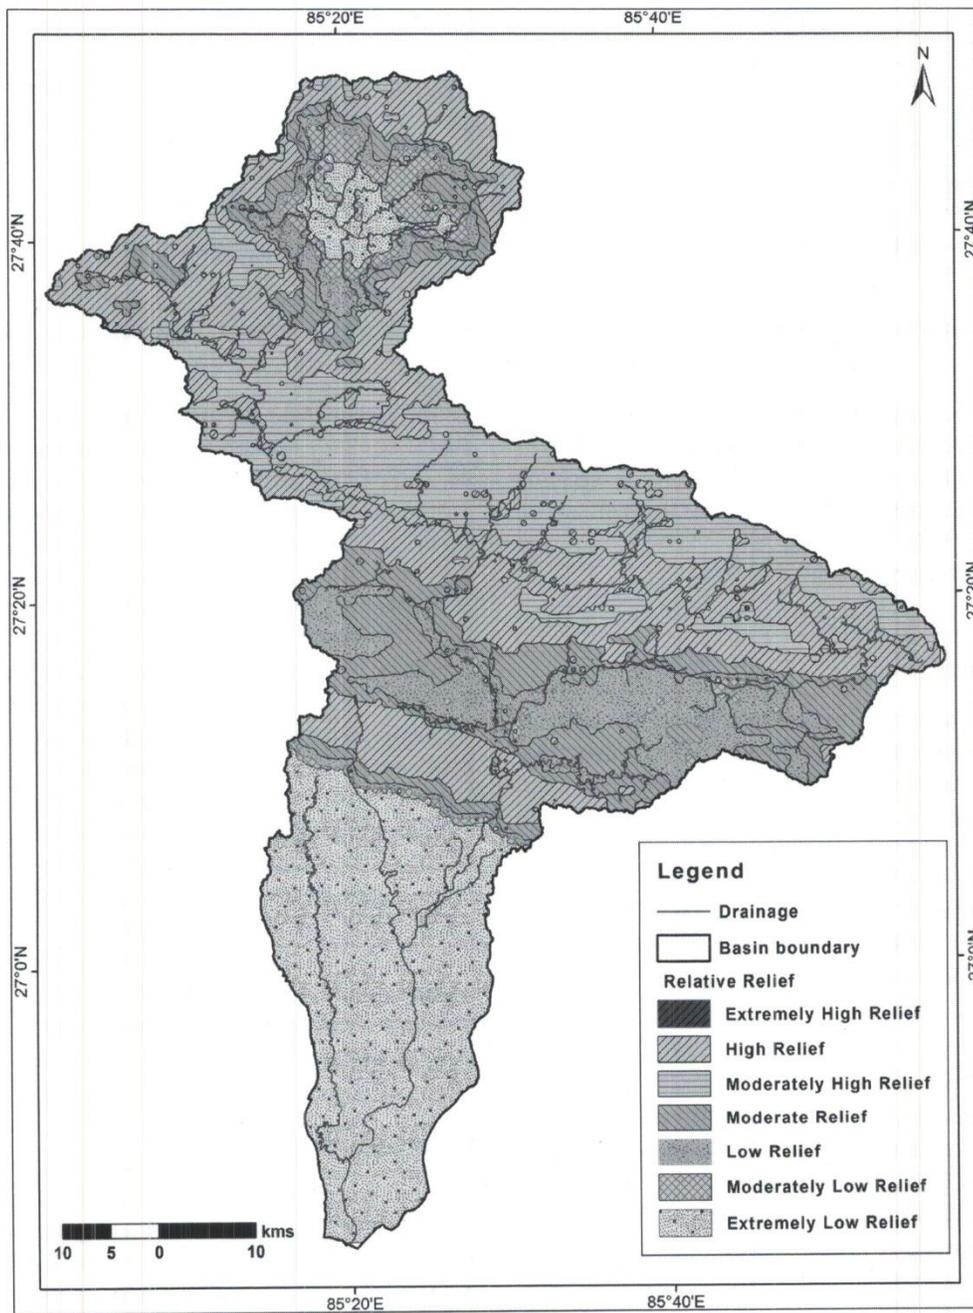 85°20'E 85°40'E
N
27°40'N 27°40'N
27°20'N 27°20'N
27°0'N 27°0'N
Legend
Drainage
Basin boundary
Relative Relief
Extremely High Relief
High Relief
Moderately High Relief
Moderate Relief
Low Relief
Moderately Low Relief
Extremely Low Relief
kms
10 5 0 10
85°20'E 85°40'E